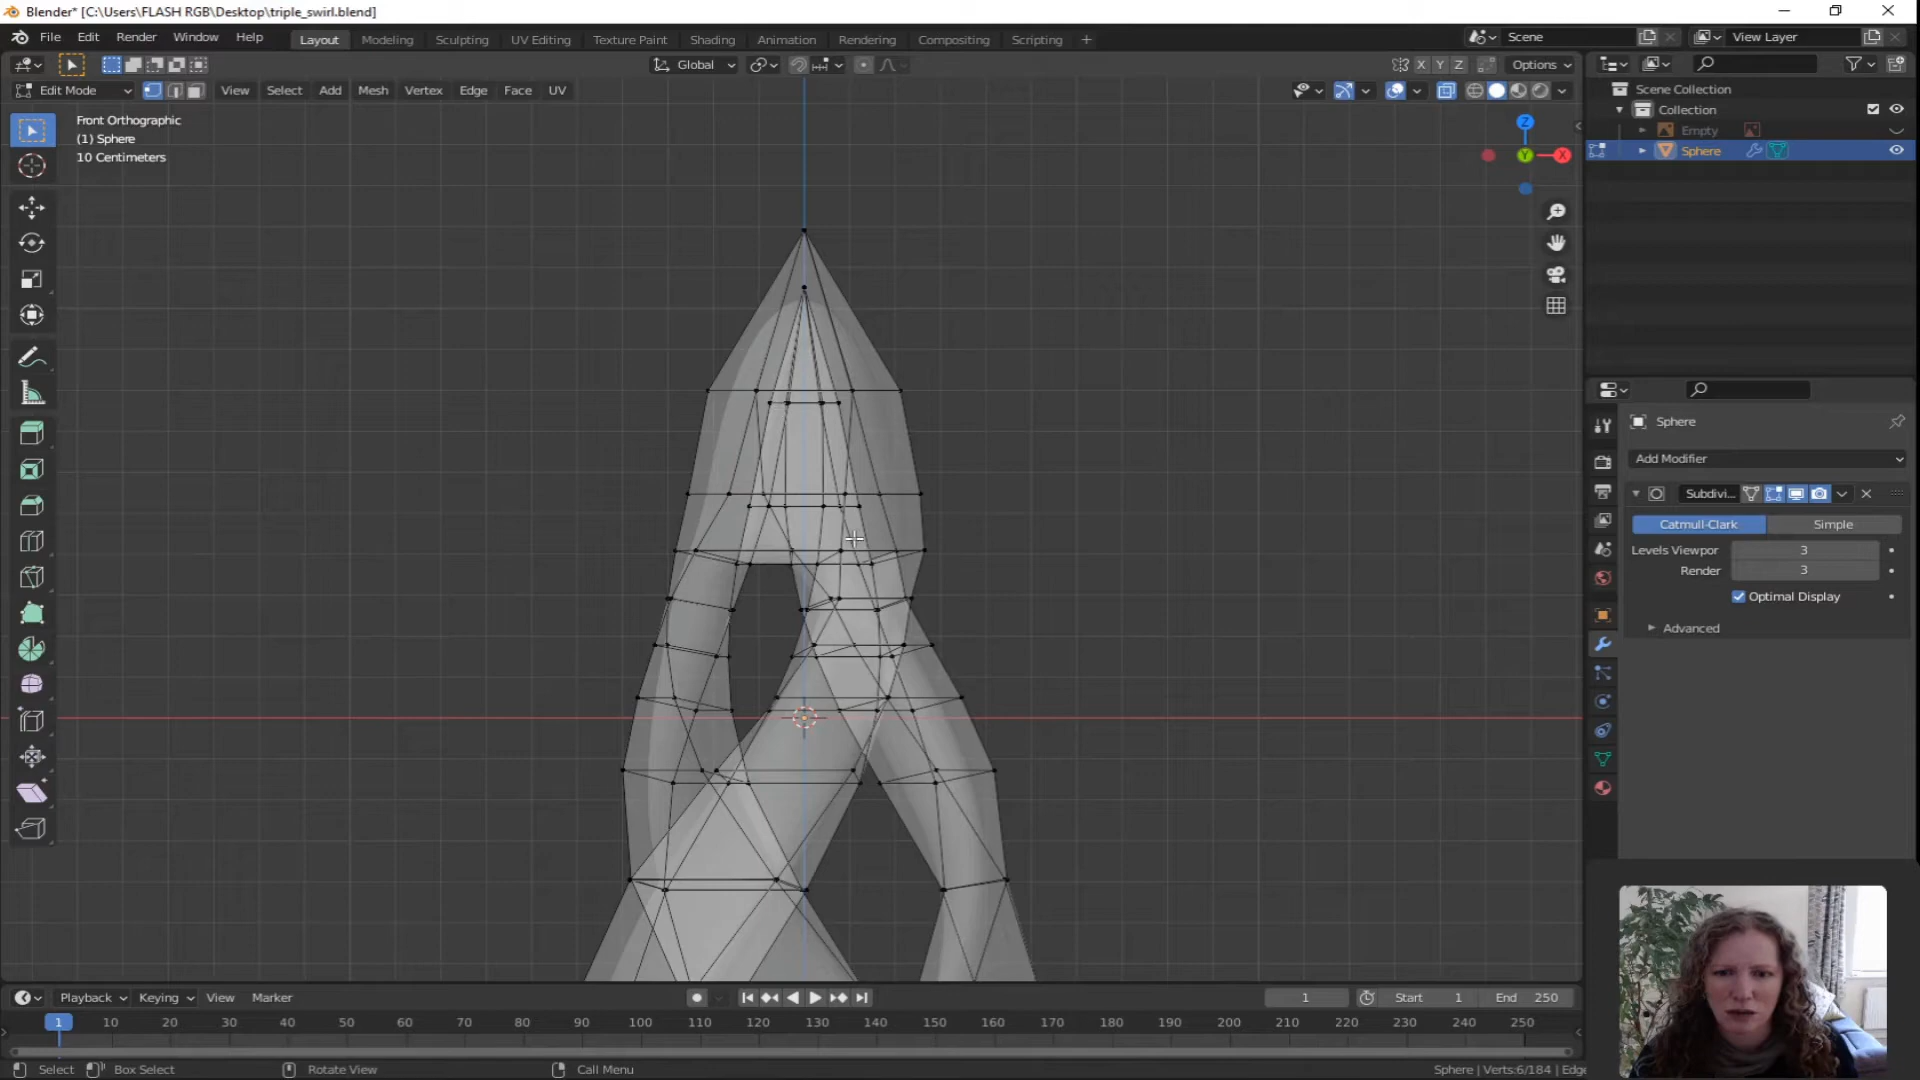 Blender* [C:\Users\FLASH RGB\Desktop\triple_swirl.blend]
File Edit Render Window Help Layout Modeling Sculpting UV Editing Texture Paint Shading Animation Rendering Compositing Scripting + Scene View Layer
Global X Y Z Options
Edit Mode View Select Add Mesh Vertex Edge Face UV
Scene Collection
Collection
Empty
Sphere
Front Orthographic
(1) Sphere
10 Centimeters
Z
Y X
Sphere
Add Modifier
Subdivi...
Catmull-Clark Simple
Levels Viewpor 3
Render 3
Optimal Display
Advanced
Playback Keying View Marker 1 Start 1 End 250
1 10 20 30 40 50 60 70 80 90 100 110 120 130 140 150 160 170 180 190 200 210 220 230 240 250
Select Box Select Rotate View Call Menu Sphere | Verts:6/184 | Edge